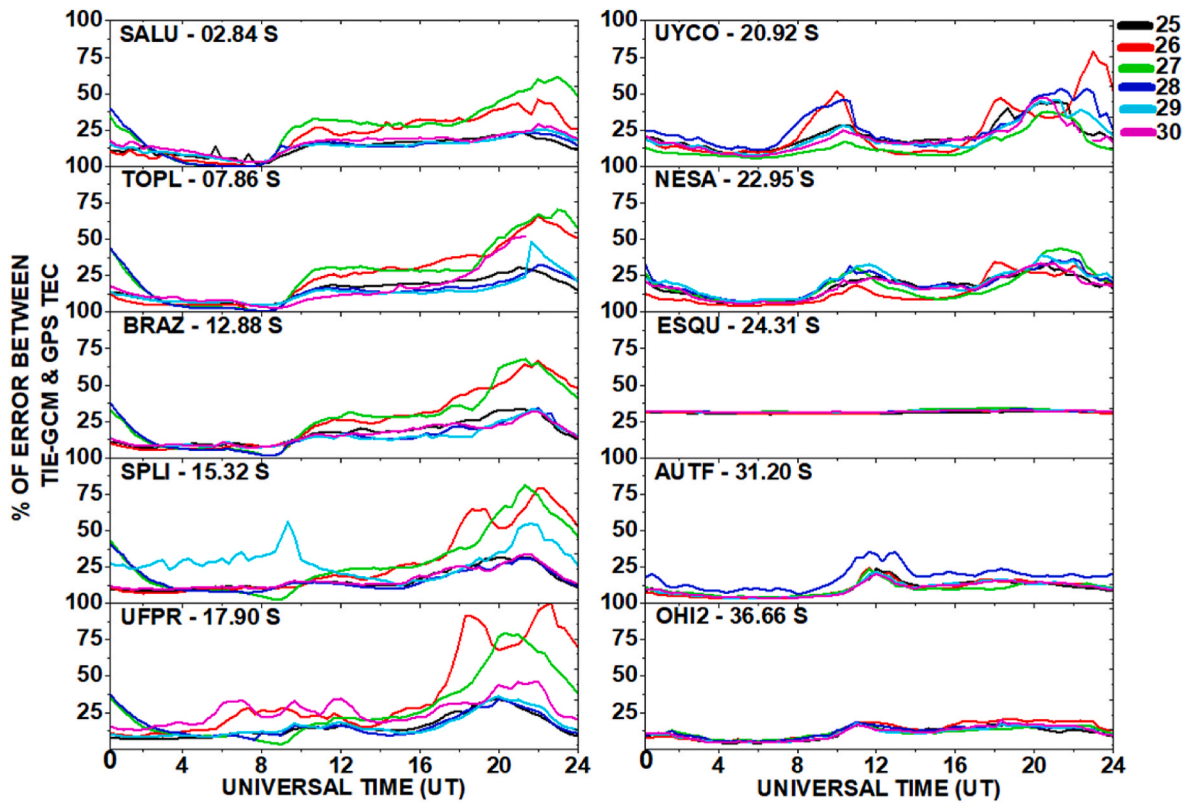 % OF ERROR BETWEEN
TIE-GCM & GPS TEC
100
SALU - 02.84 S
75
50
25
100
TOPL - 07.86 S
75
50
25
100
BRAZ - 12.88 S
75
50
25
100
SPLI - 15.32 S
75
50
25
100
UFPR - 17.90 S
75
50
25
0 4 8 12 16 20 24
UNIVERSAL TIME (UT)
100
UYCO - 20.92 S
75
50
25
100
NESA - 22.95 S
75
50
25
100
ESQU - 24.31 S
75
50
25
100
AUTF - 31.20 S
75
50
25
100
OHI2 - 36.66 S
75
50
25
0 4 8 12 16 20 24
UNIVERSAL TIME (UT)
25
26
27
28
29
30